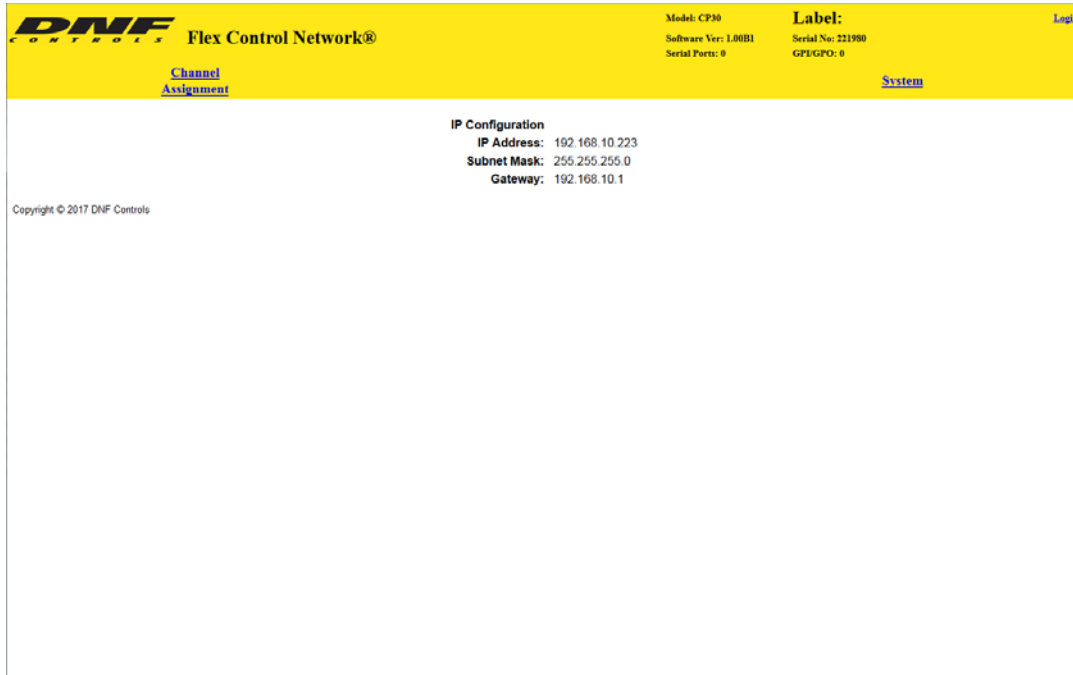 DNF
CONTROLS
Flex Control Network®
Model: CP30
Software Ver: 1.00B1
Serial Ports: 0
Label:
Serial No: 221980
GPI/GPO: 0
Logi
Channel
Assignment
System
IP Configuration
IP Address: 192.168.10.223
Subnet Mask: 255.255.255.0
Gateway: 192.168.10.1
Copyright © 2017 DNF Controls